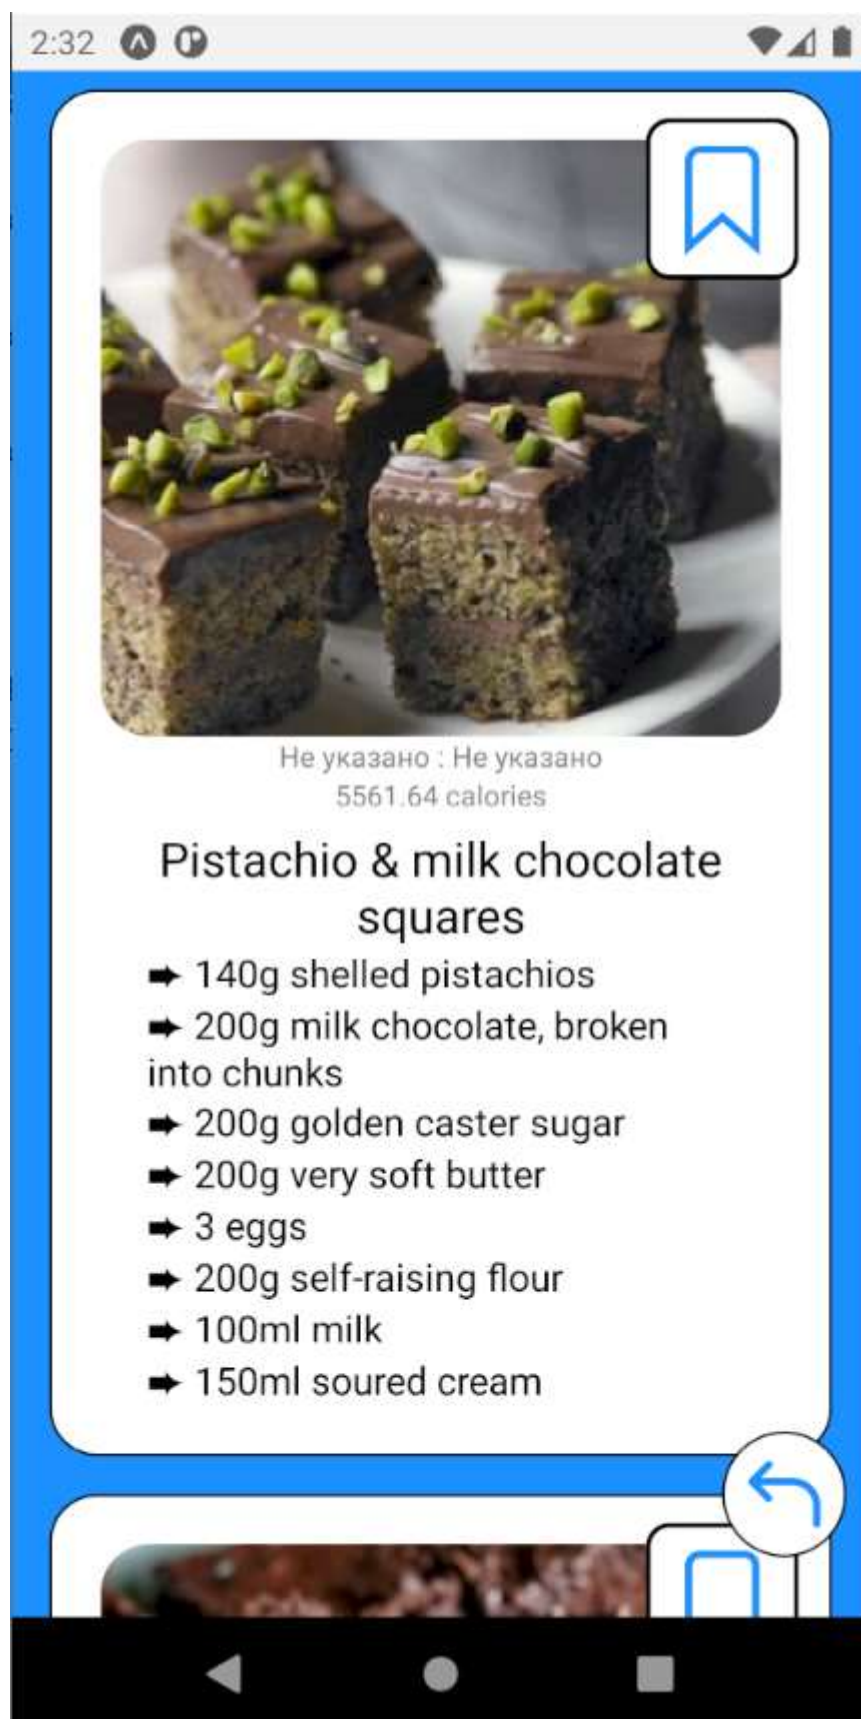 2:32
Не указано : Не указано
5561.64 calories
Pistachio & milk chocolate
squares
➨ 140g shelled pistachios
➨ 200g milk chocolate, broken
into chunks
➨ 200g golden caster sugar
➨ 200g very soft butter
➨ 3 eggs
➨ 200g self-raising flour
➨ 100ml milk
➨ 150ml soured cream